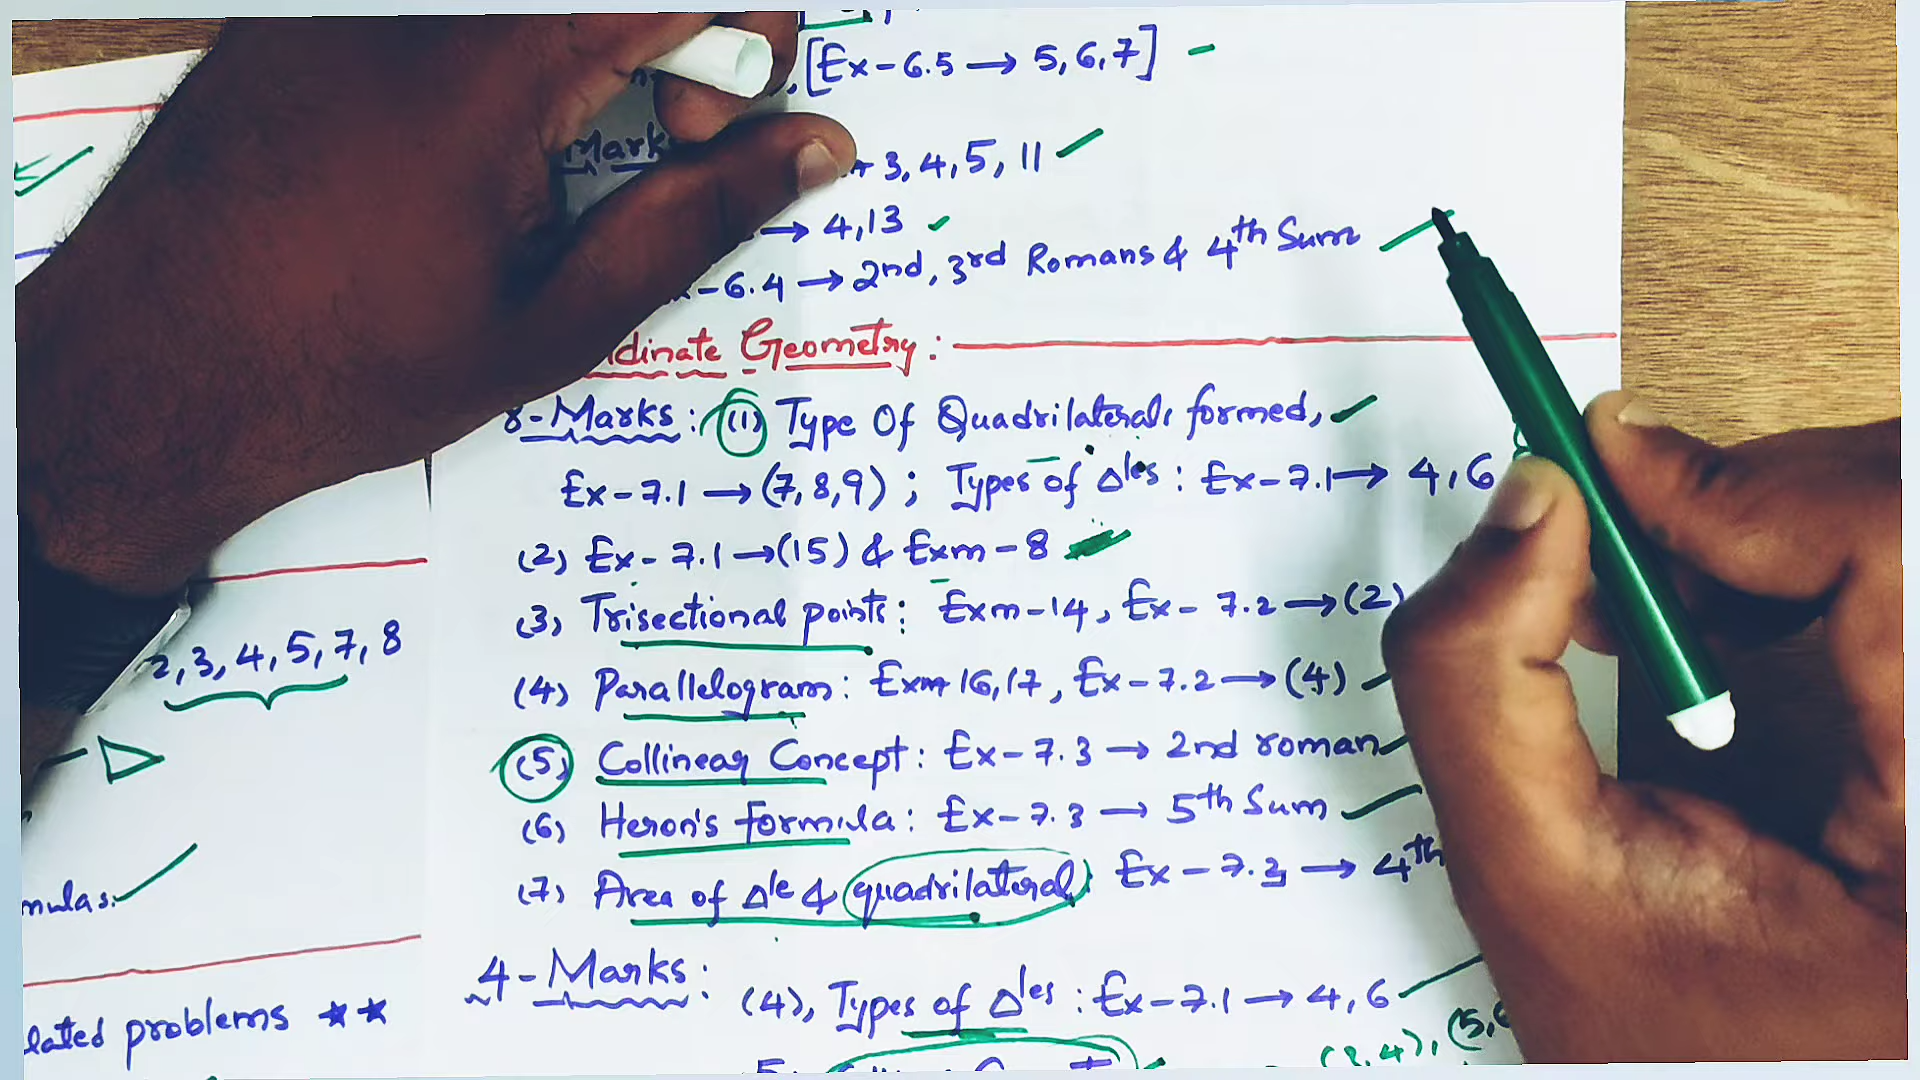 [Ex-6.5 → 5,6,7]
Mark
3,4,5,11
→ 4,13
-6.4 → 2nd, 3rd Romans & 4th Sum
dinate Geometry:
8-Marks: (1) Type Of Quadrilaterals formed,
Ex-7.1 → (7,8,9) ; Types of Δles : Ex-7.1 → 4,6
(2) Ex-7.1 → (15) & Exm-8
(3) Trisectional points: Exm-14, Ex-7.2 → (2)
(4) Parallelogram: Exm 16,17, Ex-7.2 → (4)
(5) Collinear Concept: Ex-7.3 → 2nd roman
(6) Heron's formula: Ex-7.3 → 5th Sum
(7) Area of Δle & quadrilateral: Ex-7.3 → 4th
4-Marks: (4), Types of Δles : Ex-7.1 → 4,6
2,3,4,5,7,8
mulas.
lated problems **